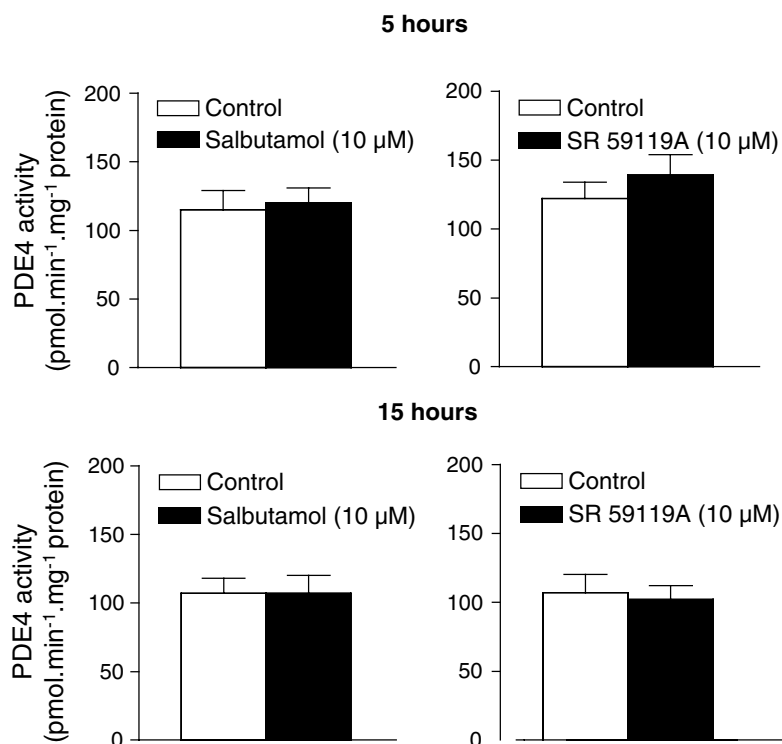 5 hours
PDE4 activity
(pmol.min⁻¹.mg⁻¹ protein)
200
150
100
50
0
Control
Salbutamol (10 µM)
200
150
100
50
0
Control
SR 59119A (10 µM)
15 hours
PDE4 activity
(pmol.min⁻¹.mg⁻¹ protein)
200
150
100
50
0
Control
Salbutamol (10 µM)
200
150
100
50
0
Control
SR 59119A (10 µM)